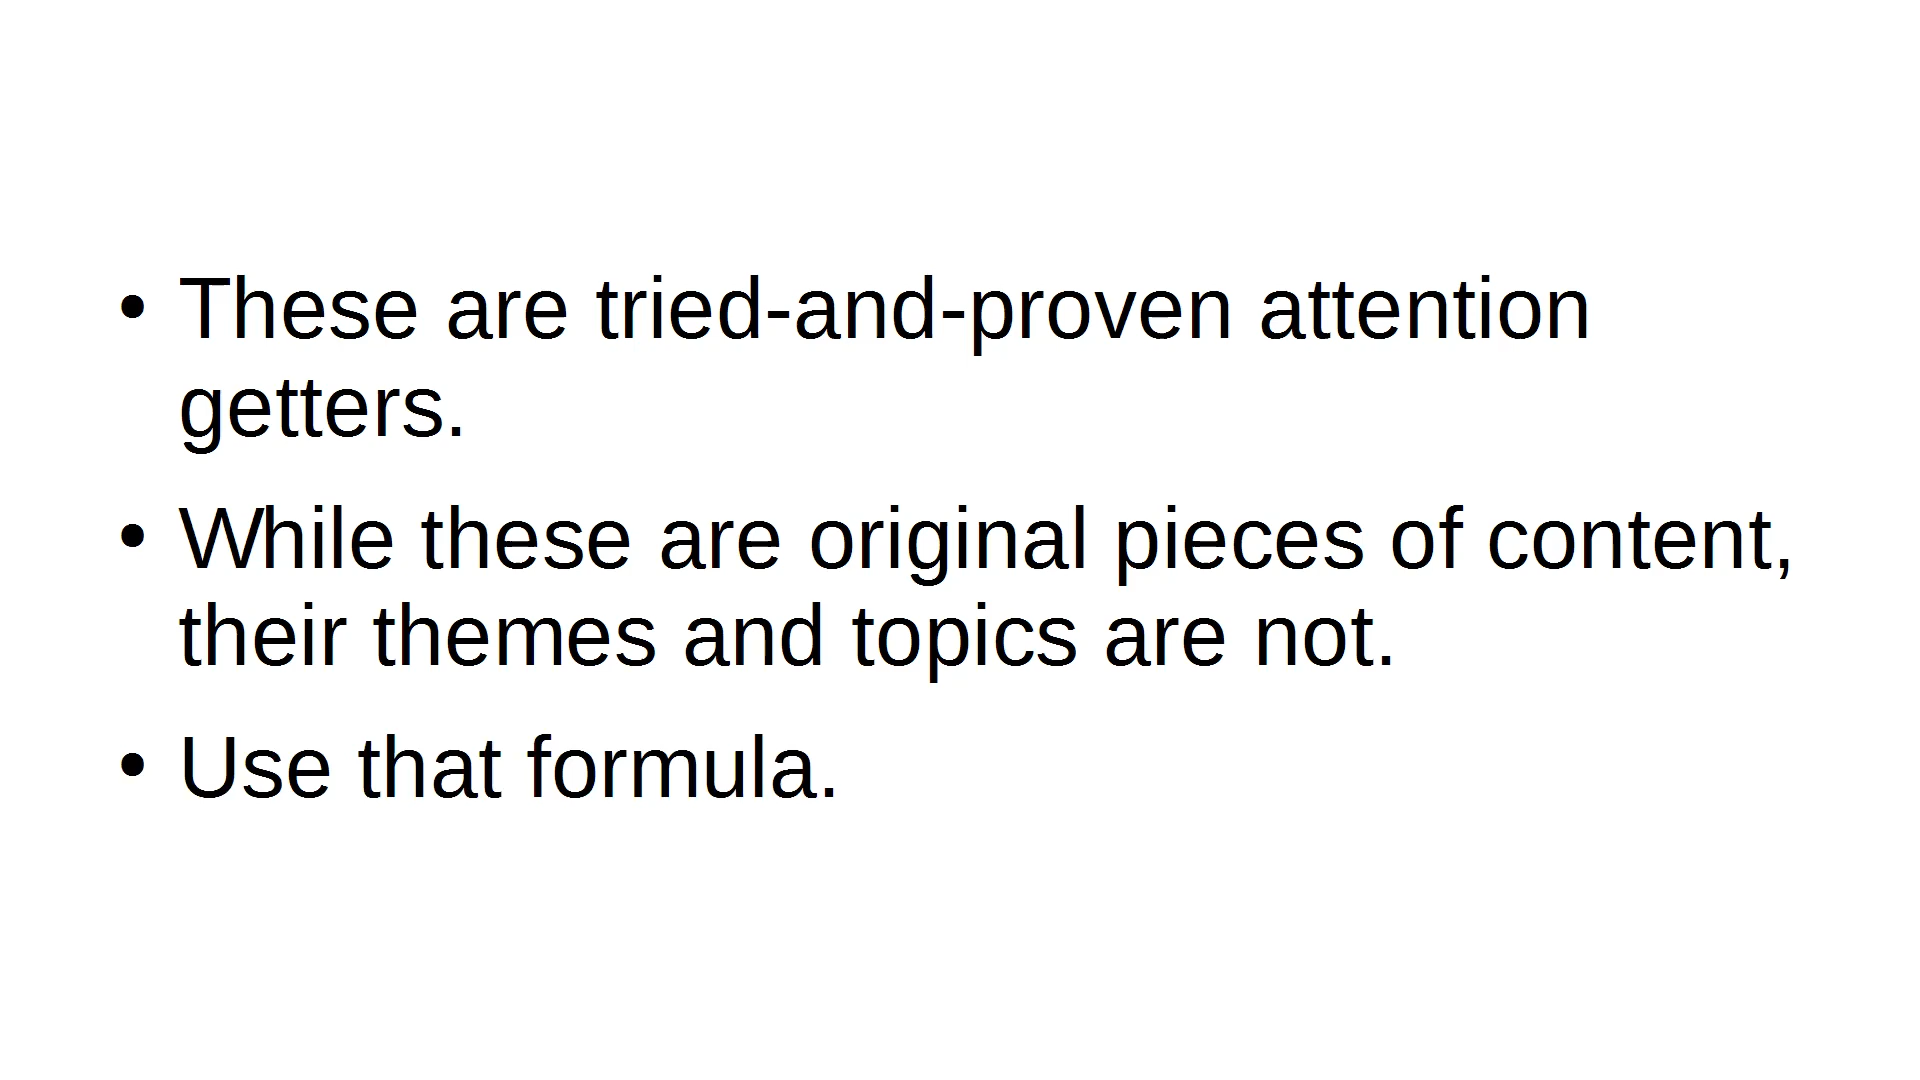 • These are tried-and-proven attention
getters.
• While these are original pieces of content,
their themes and topics are not.
• Use that formula.